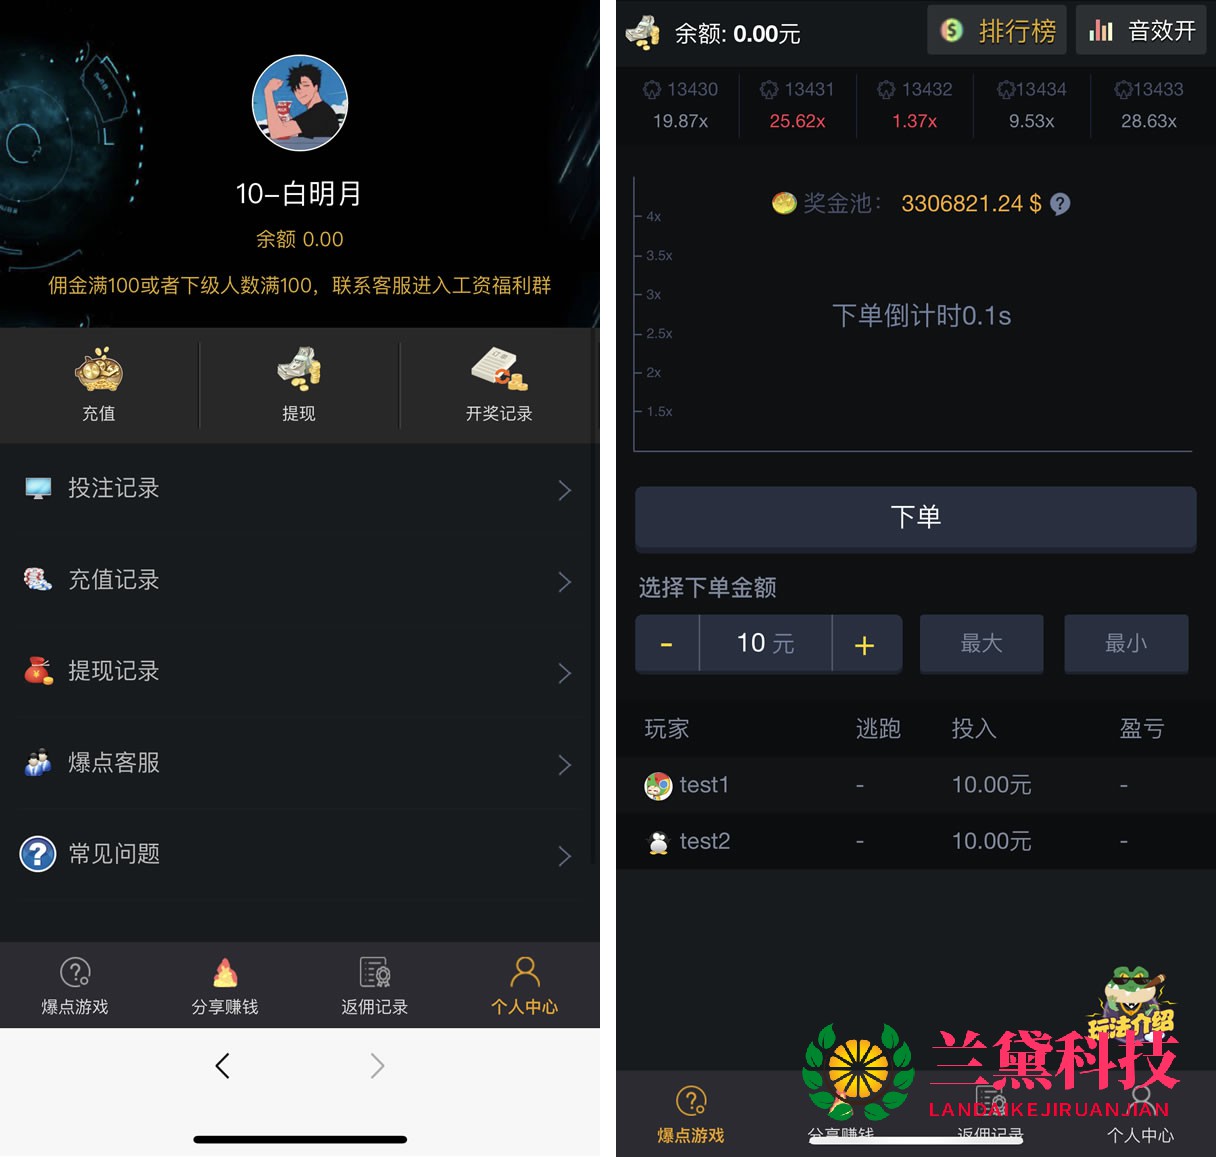 10-白明月
余额 0.00
佣金满100或者下级人数满100，联系客服进入工资福利群
充值
提现
开奖记录
投注记录
充值记录
提现记录
爆点客服
常见问题
爆点游戏
分享赚钱
返佣记录
个人中心
余额: 0.00元
排行榜
音效开
13430
13431
13432
13434
13433
19.87x
25.62x
1.37x
9.53x
28.63x
奖金池： 3306821.24 $
4x
3.5x
3x
2.5x
2x
1.5x
下单倒计时0.1s
下单
选择下单金额
- 10 元 +
最大
最小
玩家 逃跑 投入 盈亏
test1 - 10.00元 -
test2 - 10.00元 -
玩法介绍
兰黛科技
LANDAIKEJIRUANJIAN
爆点游戏
分享赚钱
返佣记录
个人中心